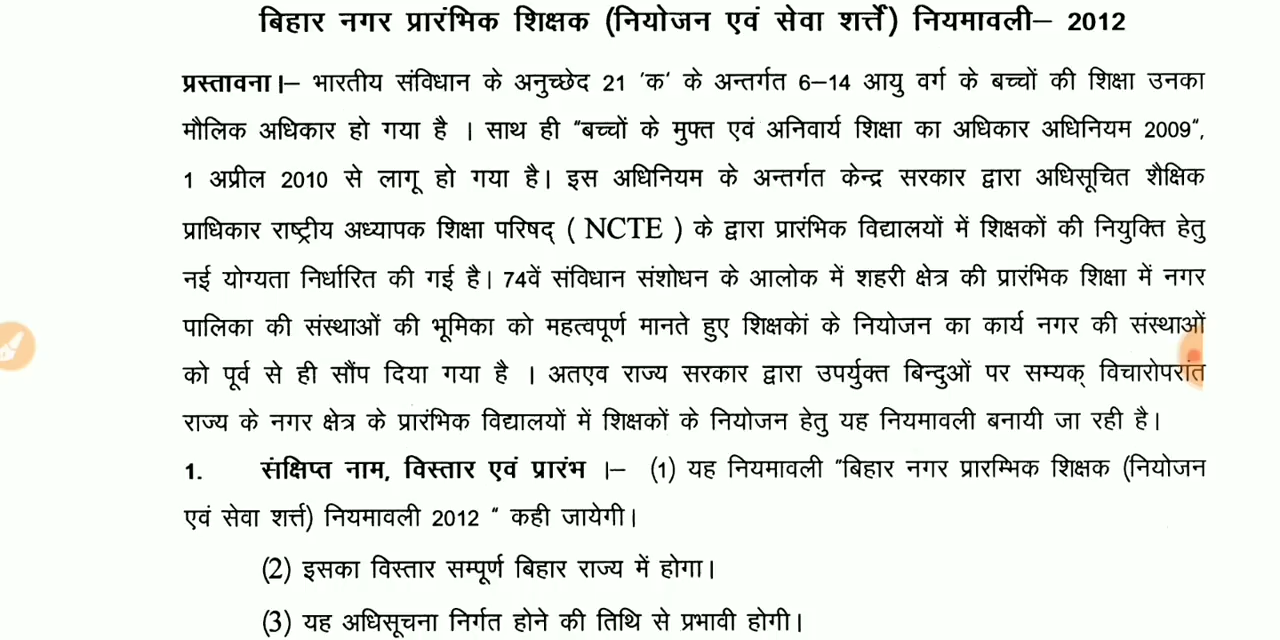 बिहार नगर प्रारंभिक शिक्षक (नियोजन एवं सेवा शर्त्तें) नियमावली– 2012
प्रस्तावना।– भारतीय संविधान के अनुच्छेद 21 'क' के अन्तर्गत 6–14 आयु वर्ग के बच्चों की शिक्षा उनका
मौलिक अधिकार हो गया है । साथ ही "बच्चों के मुफ्त एवं अनिवार्य शिक्षा का अधिकार अधिनियम 2009",
1 अप्रील 2010 से लागू हो गया है। इस अधिनियम के अन्तर्गत केन्द्र सरकार द्वारा अधिसूचित शैक्षिक
प्राधिकार राष्ट्रीय अध्यापक शिक्षा परिषद् ( NCTE ) के द्वारा प्रारंभिक विद्यालयों में शिक्षकों की नियुक्ति हेतु
नई योग्यता निर्धारित की गई है। 74वें संविधान संशोधन के आलोक में शहरी क्षेत्र की प्रारंभिक शिक्षा में नगर
पालिका की संस्थाओं की भूमिका को महत्वपूर्ण मानते हुए शिक्षकों के नियोजन का कार्य नगर की संस्थाओं
को पूर्व से ही सौंप दिया गया है । अतएव राज्य सरकार द्वारा उपर्युक्त बिन्दुओं पर सम्यक् विचारोपरांत
राज्य के नगर क्षेत्र के प्रारंभिक विद्यालयों में शिक्षकों के नियोजन हेतु यह नियमावली बनायी जा रही है।
1. संक्षिप्त नाम, विस्तार एवं प्रारंभ ।– (1) यह नियमावली "बिहार नगर प्रारम्भिक शिक्षक (नियोजन
एवं सेवा शर्त्त) नियमावली 2012 " कही जायेगी।
(2) इसका विस्तार सम्पूर्ण बिहार राज्य में होगा।
(3) यह अधिसूचना निर्गत होने की तिथि से प्रभावी होगी।